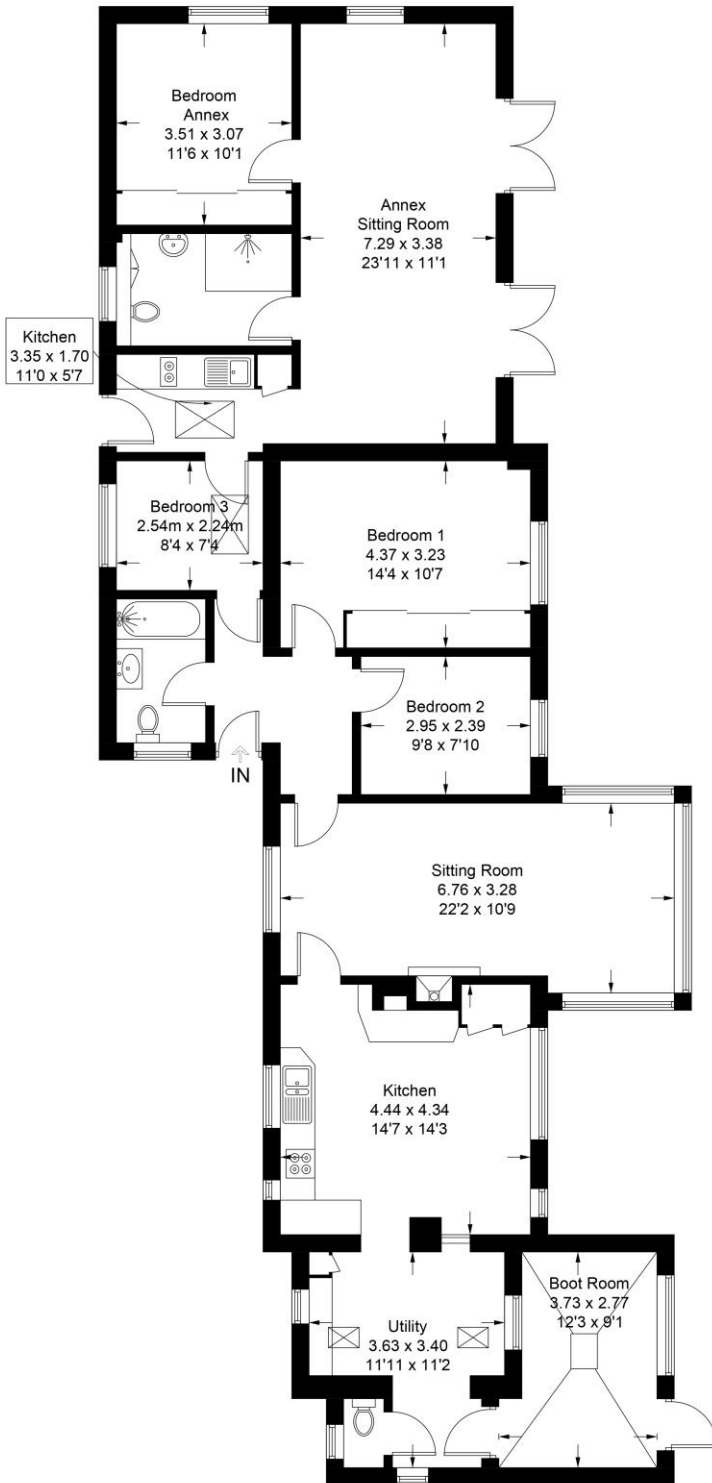 Bedroom
Annex
3.51 x 3.07
11'6 x 10'1
Annex
Sitting Room
7.29 x 3.38
23'11 x 11'1
Kitchen
3.35 x 1.70
11'0 x 5'7
Bedroom 3
2.54m x 2.24m
8'4 x 7'4
Bedroom 1
4.37 x 3.23
14'4 x 10'7
Bedroom 2
2.95 x 2.39
9'8 x 7'10
IN
Sitting Room
6.76 x 3.28
22'2 x 10'9
Kitchen
4.44 x 4.34
14'7 x 14'3
Boot Room
3.73 x 2.77
12'3 x 9'1
Utility
3.63 x 3.40
11'11 x 11'2